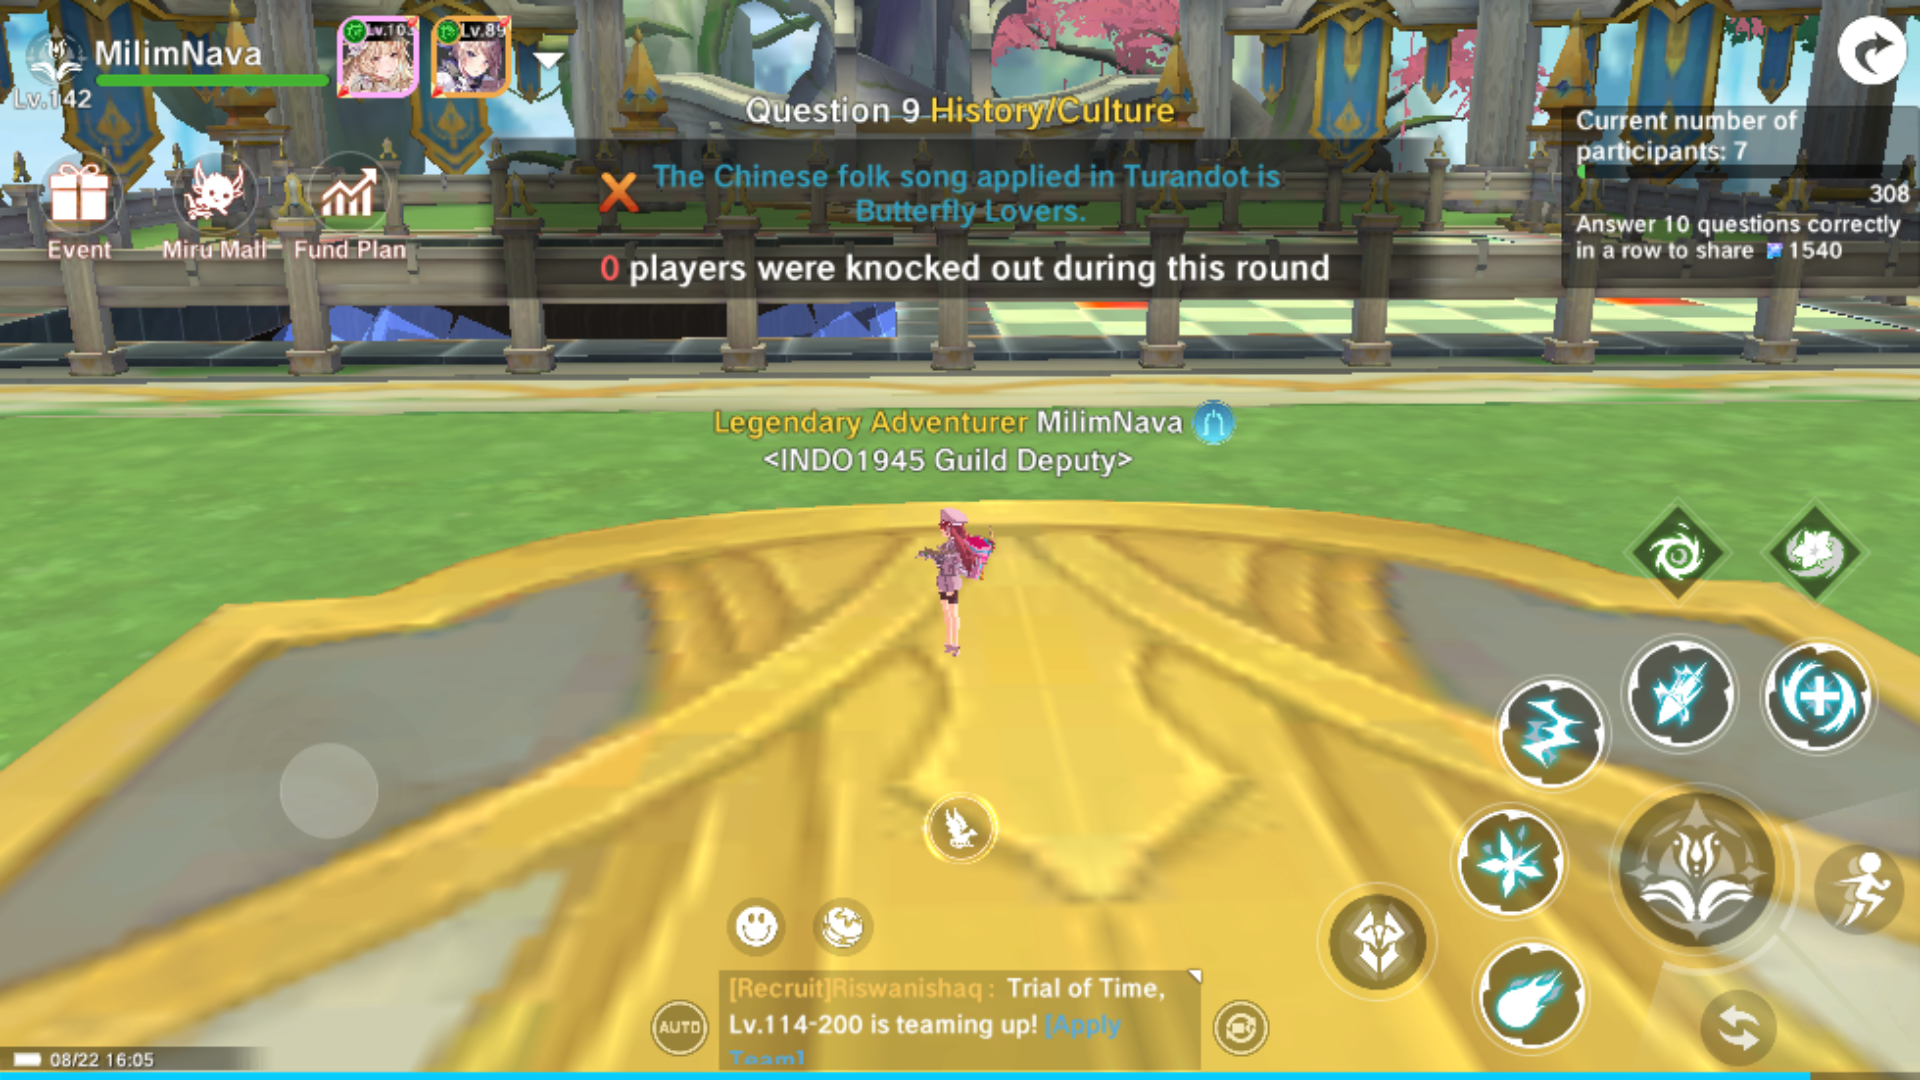 MilimNava
Lv.142
Lv.103
Lv.89
Event
Miru Mall
Fund Plan
Question 9 History/Culture
The Chinese folk song applied in Turandot is
Butterfly Lovers.
0 players were knocked out during this round
Current number of
participants: 7
308
Answer 10 questions correctly
in a row to share 1540
Legendary Adventurer MilimNava
<INDO1945 Guild Deputy>
[Recruit]Riswanishaq : Trial of Time,
Lv.114-200 is teaming up! [Apply
Team]
AUTO
08/22 16:05